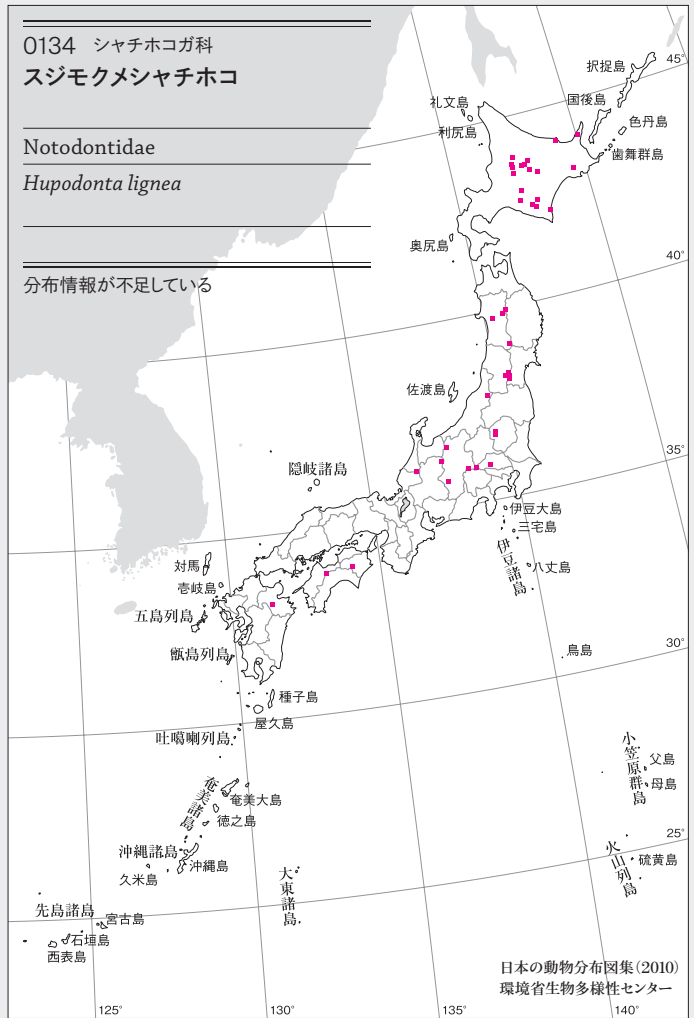 0134 シャチホコガ科
スジモクメシャチホコ
Notodontidae
Hupodonta lignea
分布情報が不足している
択捉島
45°
礼文島
国後島
利尻島
色丹島
歯舞群島
奥尻島
40°
佐渡島
35°
隠岐諸島
伊豆大島
三宅島
伊豆諸島
八丈島
対馬
壱岐島
五島列島
甑島列島
鳥島
30°
種子島
屋久島
吐噶喇列島
小笠原群島
父島
母島
奄美諸島
奄美大島
徳之島
25°
沖縄諸島
沖縄島
久米島
火山列島
硫黄島
大東諸島
先島諸島
宮古島
石垣島
西表島
日本の動物分布図集(2010)
環境省生物多様性センター
125°
130°
135°
140°